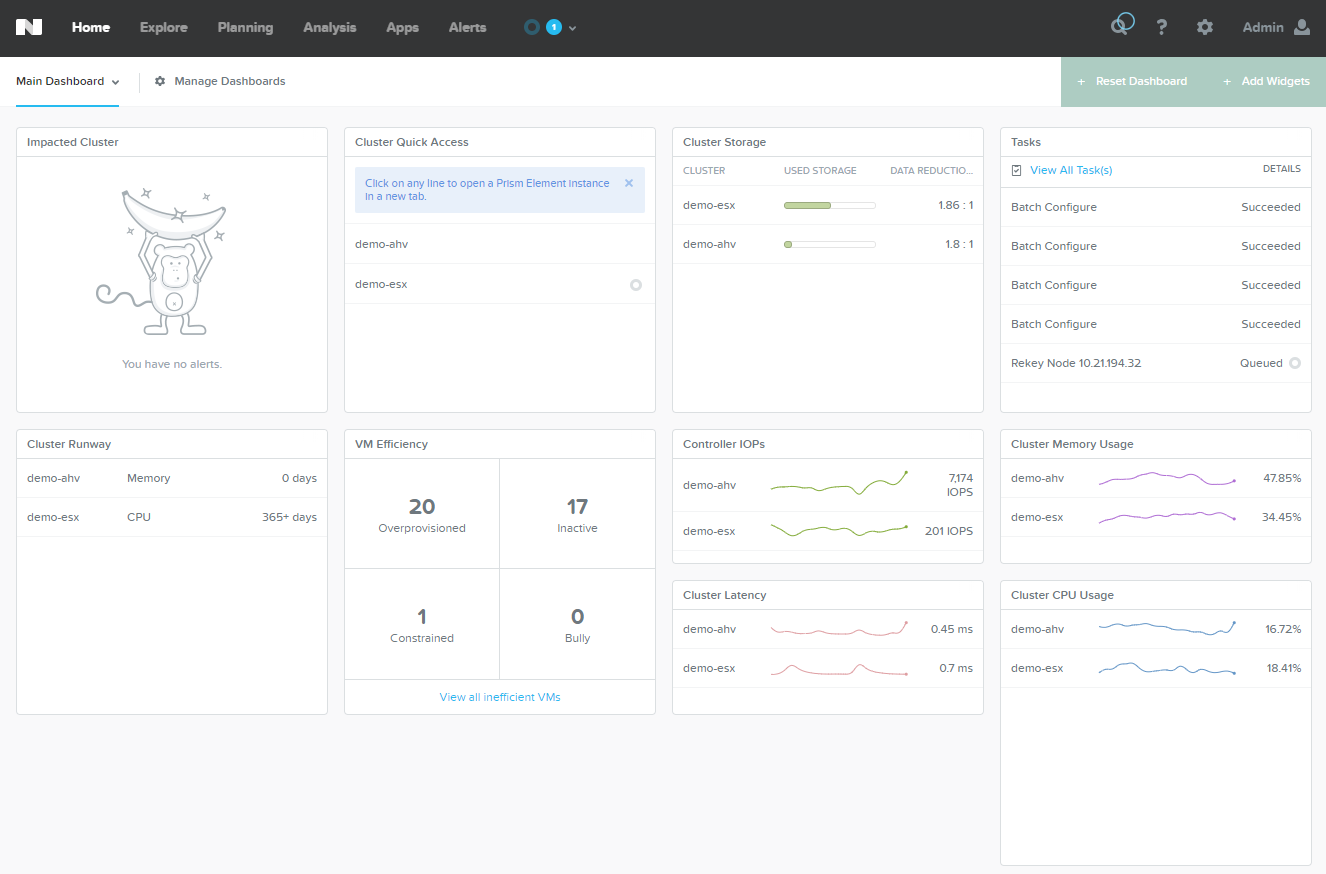 Home Explore Planning Analysis Apps Alerts 1 ? Admin
Main Dashboard Manage Dashboards + Reset Dashboard + Add Widgets
Impacted Cluster
You have no alerts.
Cluster Quick Access
Click on any line to open a Prism Element instance
in a new tab.
demo-ahv
demo-esx
Cluster Storage
CLUSTER USED STORAGE DATA REDUCTIO...
demo-esx 1.86 : 1
demo-ahv 1.8 : 1
Tasks
View All Task(s) DETAILS
Batch Configure Succeeded
Batch Configure Succeeded
Batch Configure Succeeded
Batch Configure Succeeded
Rekey Node 10.21.194.32 Queued
Cluster Runway
demo-ahv Memory 0 days
demo-esx CPU 365+ days
VM Efficiency
20 17
Overprovisioned Inactive
1 0
Constrained Bully
View all inefficient VMs
Controller IOPs
demo-ahv 7,174
IOPS
demo-esx 201 IOPS
Cluster Memory Usage
demo-ahv 47.85%
demo-esx 34.45%
Cluster Latency
demo-ahv 0.45 ms
demo-esx 0.7 ms
Cluster CPU Usage
demo-ahv 16.72%
demo-esx 18.41%